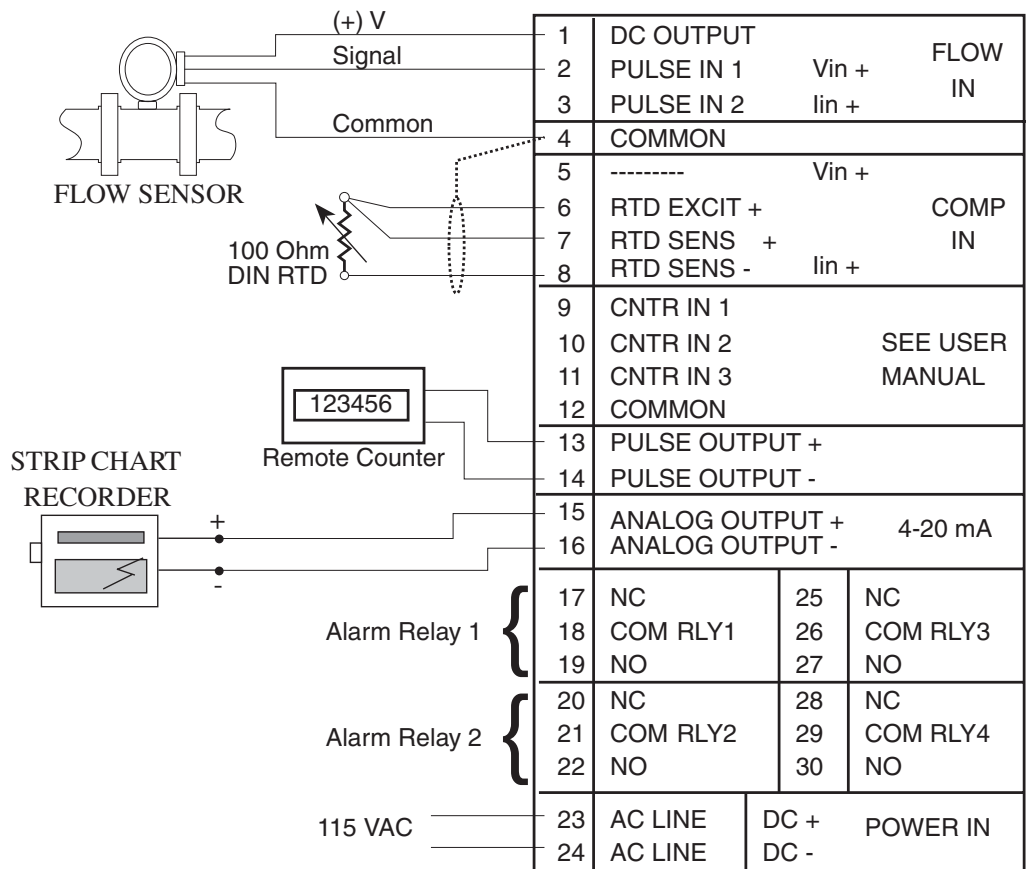 (+) V
Signal
Common
FLOW SENSOR
100 Ohm
DIN RTD
123456
Remote Counter
STRIP CHART
RECORDER
+
-
Alarm Relay 1 {
Alarm Relay 2 {
115 VAC
1 DC OUTPUT
2 PULSE IN 1 Vin +
3 PULSE IN 2 Iin +
FLOW
IN
4 COMMON
5 --------- Vin +
6 RTD EXCIT +
7 RTD SENS +
8 RTD SENS - Iin +
COMP
IN
9 CNTR IN 1
10 CNTR IN 2
11 CNTR IN 3
12 COMMON
SEE USER
MANUAL
13 PULSE OUTPUT +
14 PULSE OUTPUT -
15 ANALOG OUTPUT +
16 ANALOG OUTPUT -
4-20 mA
17 NC 25 NC
18 COM RLY1 26 COM RLY3
19 NO 27 NO
20 NC 28 NC
21 COM RLY2 29 COM RLY4
22 NO 30 NO
23 AC LINE DC +
24 AC LINE DC -
POWER IN